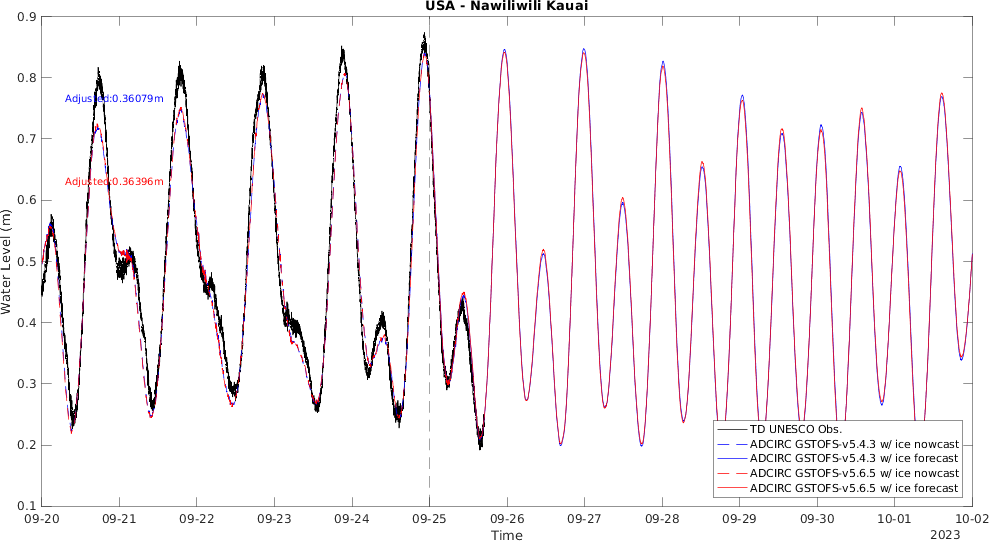 USA - Nawiliwili Kauai
0.9
0.8
0.7
0.6
0.5
0.4
0.3
0.2
0.1
Water Level (m)
Adjusted:0.36079m
Adjusted:0.36396m
TD UNESCO Obs.
ADCIRC GSTOFS-v5.4.3 w/ ice nowcast
ADCIRC GSTOFS-v5.4.3 w/ ice forecast
ADCIRC GSTOFS-v5.6.5 w/ ice nowcast
ADCIRC GSTOFS-v5.6.5 w/ ice forecast
09-20 09-21 09-22 09-23 09-24 09-25 09-26 09-27 09-28 09-29 09-30 10-01 10-02
Time
2023